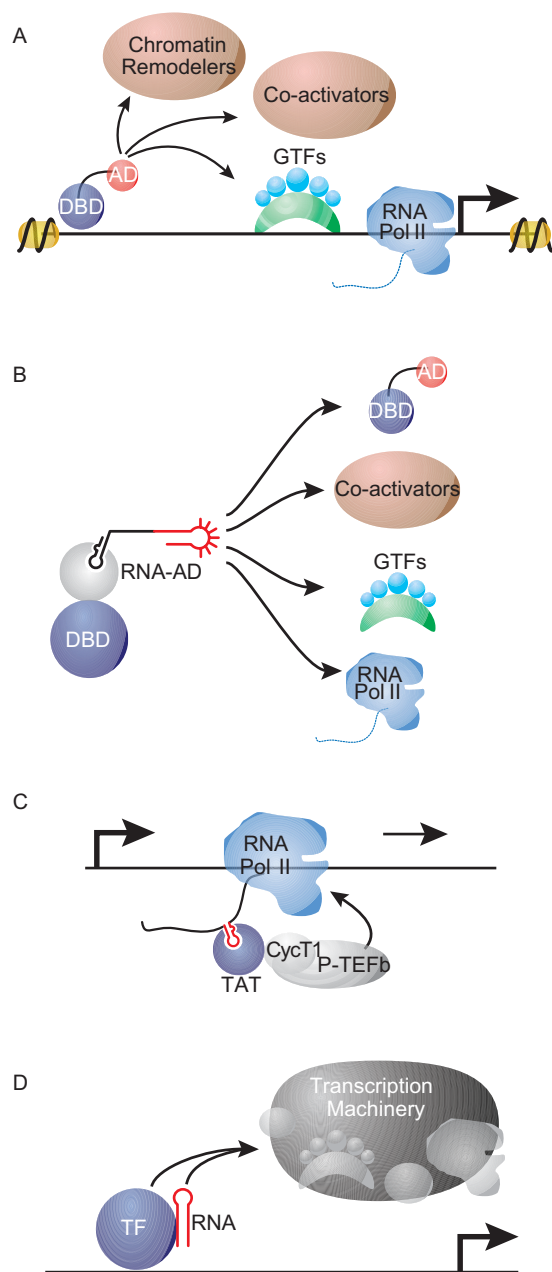 A
Chromatin
Remodelers
Co-activators
GTFs
AD
DBD
RNA
Pol II
B
AD
DBD
Co-activators
RNA-AD
GTFs
DBD
RNA
Pol II
C
RNA
Pol II
CycT1
P-TEFb
TAT
D
Transcription
Machinery
TF
RNA